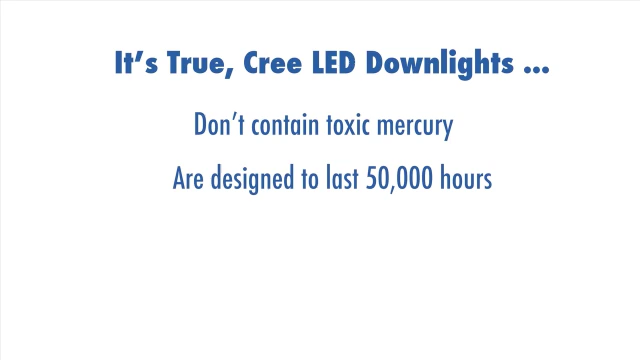 It's True, Cree LED Downlights ...
Don't contain toxic mercury
Are designed to last 50,000 hours